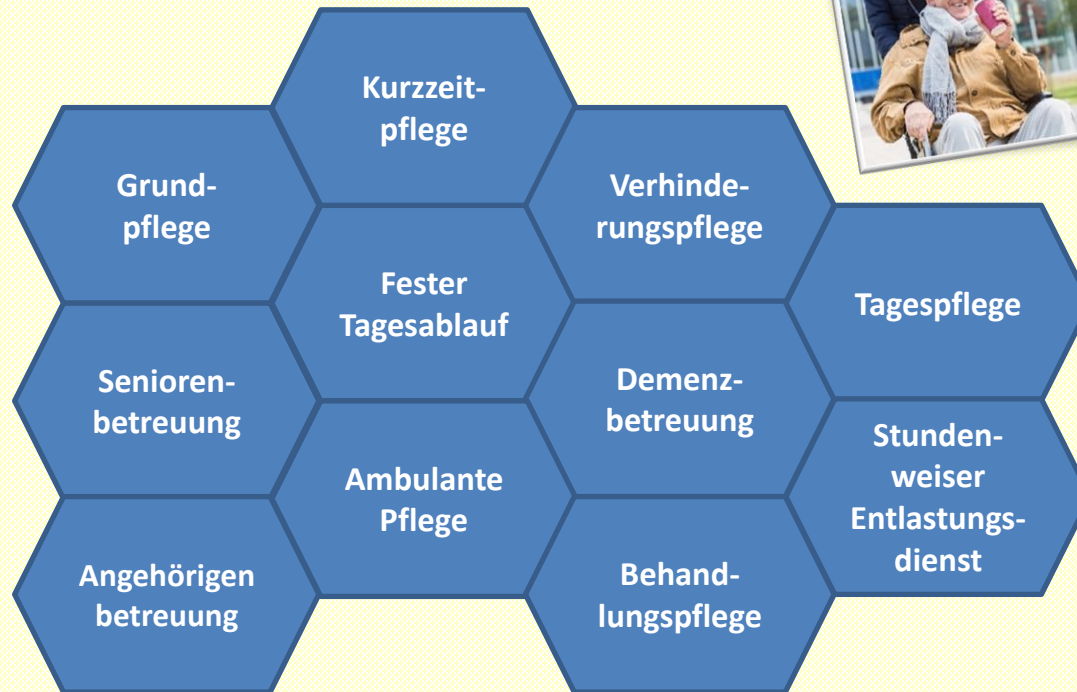 Kurzzeit-
pflege
Grund-
pflege
Verhinde-
rungspflege
Fester
Tagesablauf
Tagespflege
Senioren-
betreuung
Demenz-
betreuung
Stunden-
weiser
Entlastungs-
dienst
Ambulante
Pflege
Angehörigen
betreuung
Behand-
lungspflege